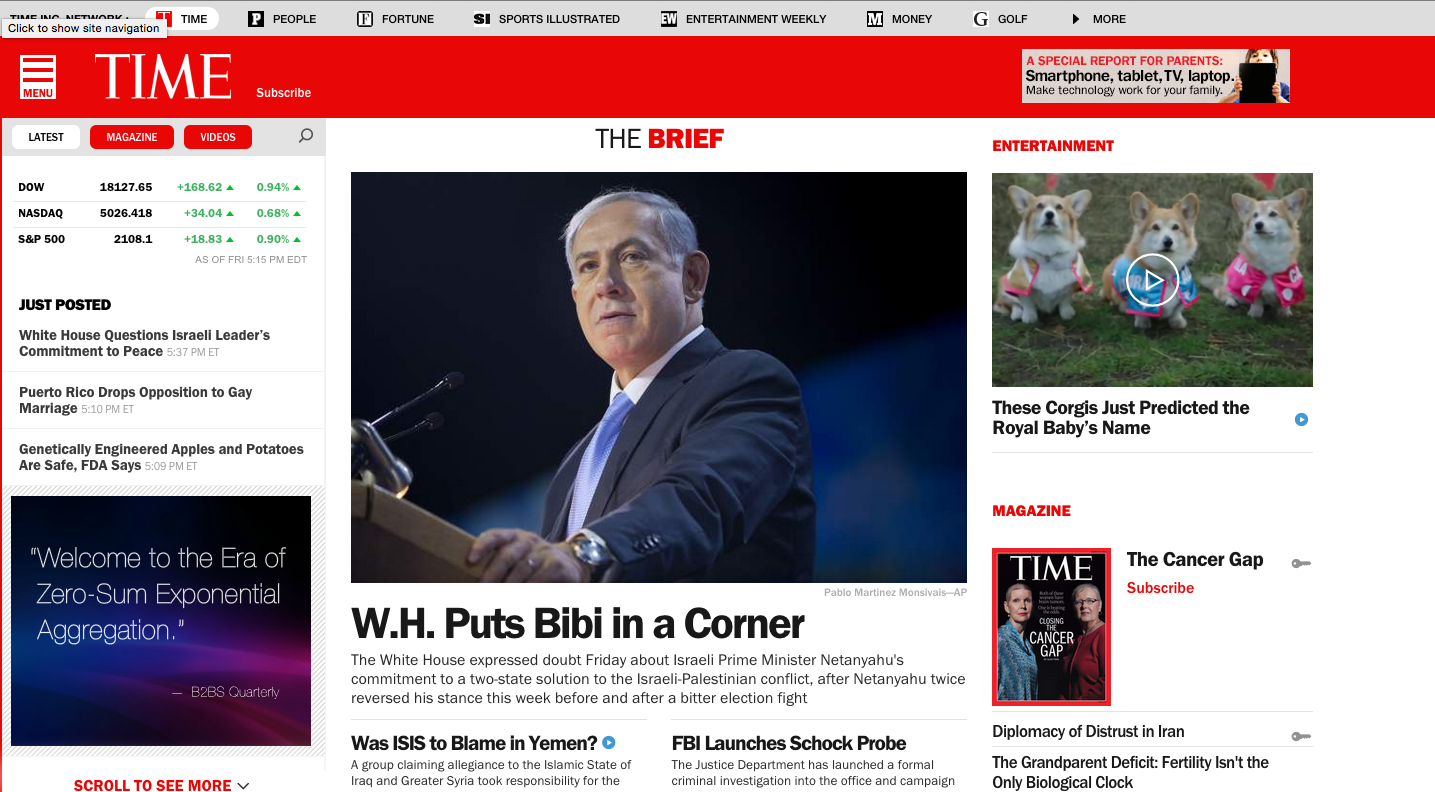 TIME
PEOPLE
FORTUNE
SI SPORTS ILLUSTRATED
EW ENTERTAINMENT WEEKLY
MONEY
GOLF
MORE
Click to show site navigation
MENU
TIME
Subscribe
A SPECIAL REPORT FOR PARENTS:
Smartphone, tablet, TV, laptop.
Make technology work for your family.
LATEST
MAGAZINE
VIDEOS
DOW 18127.65 +168.62 0.94%
NASDAQ 5026.418 +34.04 0.68%
S&P 500 2108.1 +18.83 0.90%
AS OF FRI 5:15 PM EDT
JUST POSTED
White House Questions Israeli Leader's
Commitment to Peace 5:37 PM ET
Puerto Rico Drops Opposition to Gay
Marriage 5:10 PM ET
Genetically Engineered Apples and Potatoes
Are Safe, FDA Says 5:09 PM ET
"Welcome to the Era of
Zero-Sum Exponential
Aggregation."
— B2BS Quarterly
SCROLL TO SEE MORE
THE BRIEF
Pablo Martinez Monsivais—AP
W.H. Puts Bibi in a Corner
The White House expressed doubt Friday about Israeli Prime Minister Netanyahu's
commitment to a two-state solution to the Israeli-Palestinian conflict, after Netanyahu twice
reversed his stance this week before and after a bitter election fight
Was ISIS to Blame in Yemen?
A group claiming allegiance to the Islamic State of
Iraq and Greater Syria took responsibility for the
FBI Launches Schock Probe
The Justice Department has launched a formal
criminal investigation into the office and campaign
ENTERTAINMENT
These Corgis Just Predicted the
Royal Baby's Name
MAGAZINE
TIME
CLOSING
THE
CANCER
GAP
The Cancer Gap
Subscribe
Diplomacy of Distrust in Iran
The Grandparent Deficit: Fertility Isn't the
Only Biological Clock